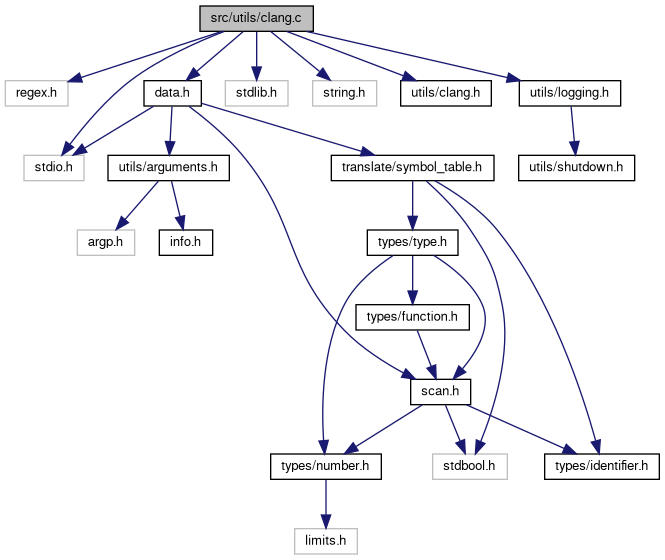 src/utils/clang.c
regex.h
data.h
stdlib.h
string.h
utils/clang.h
utils/logging.h
stdio.h
utils/arguments.h
translate/symbol_table.h
utils/shutdown.h
argp.h
info.h
types/type.h
types/function.h
scan.h
types/number.h
stdbool.h
types/identifier.h
limits.h